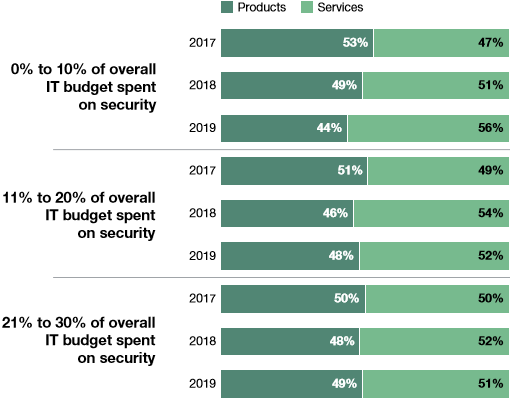 Products Services
2017 53% 47%
0% to 10% of overall
IT budget spent
on security
2018 49% 51%
2019 44% 56%
2017 51% 49%
11% to 20% of overall
IT budget spent
on security
2018 46% 54%
2019 48% 52%
2017 50% 50%
21% to 30% of overall
IT budget spent
on security
2018 48% 52%
2019 49% 51%